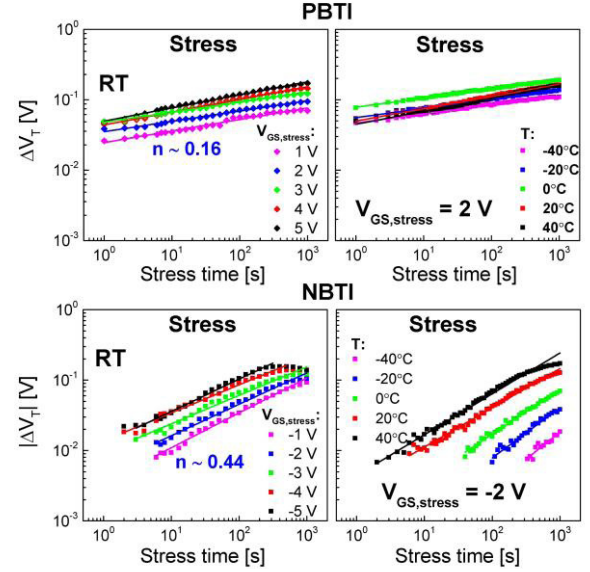 PBTI
Stress
Stress
RT
ΔV_T [V]
10⁰
10⁻¹
10⁻²
10⁻³
n ~ 0.16
V_GS,stress:
1 V
2 V
3 V
4 V
5 V
T:
-40°C
-20°C
0°C
20°C
40°C
V_GS,stress = 2 V
10⁰ 10¹ 10² 10³
10⁰ 10¹ 10² 10³
Stress time [s]
Stress time [s]
NBTI
Stress
Stress
RT
|ΔV_T| [V]
10⁰
10⁻¹
10⁻²
10⁻³
n ~ 0.44
V_GS,stress:
-1 V
-2 V
-3 V
-4 V
-5 V
T:
-40°C
-20°C
0°C
20°C
40°C
V_GS,stress = -2 V
10⁰ 10¹ 10² 10³
10⁰ 10¹ 10² 10³
Stress time [s]
Stress time [s]